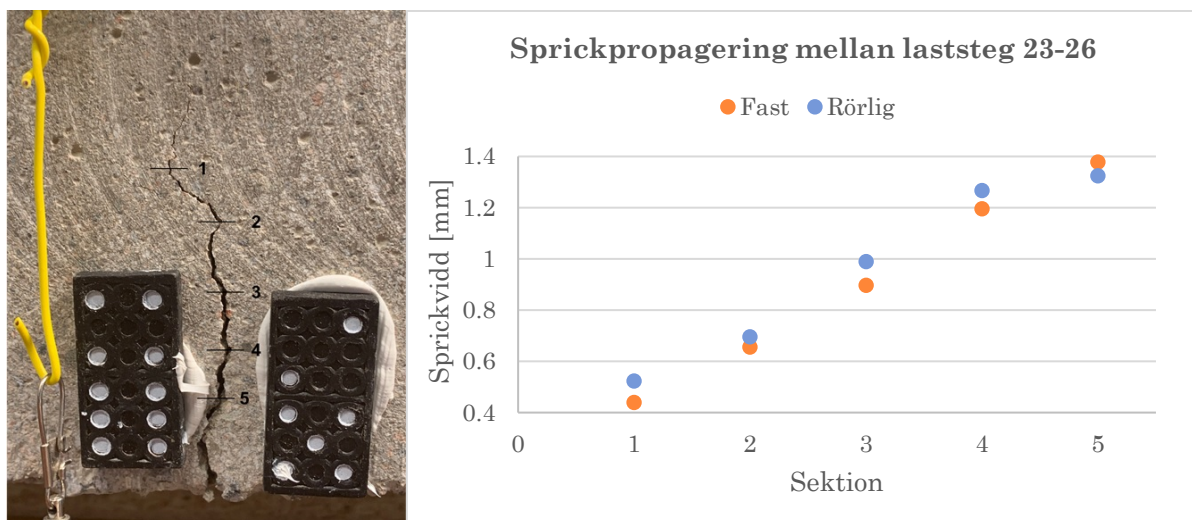 1
2
3
4
5
Sprickpropagering mellan laststeg 23-26
Fast Rörlig
Sprickvidd [mm]
1.4
1.2
1
0.8
0.6
0.4
0 1 2 3 4 5
Sektion